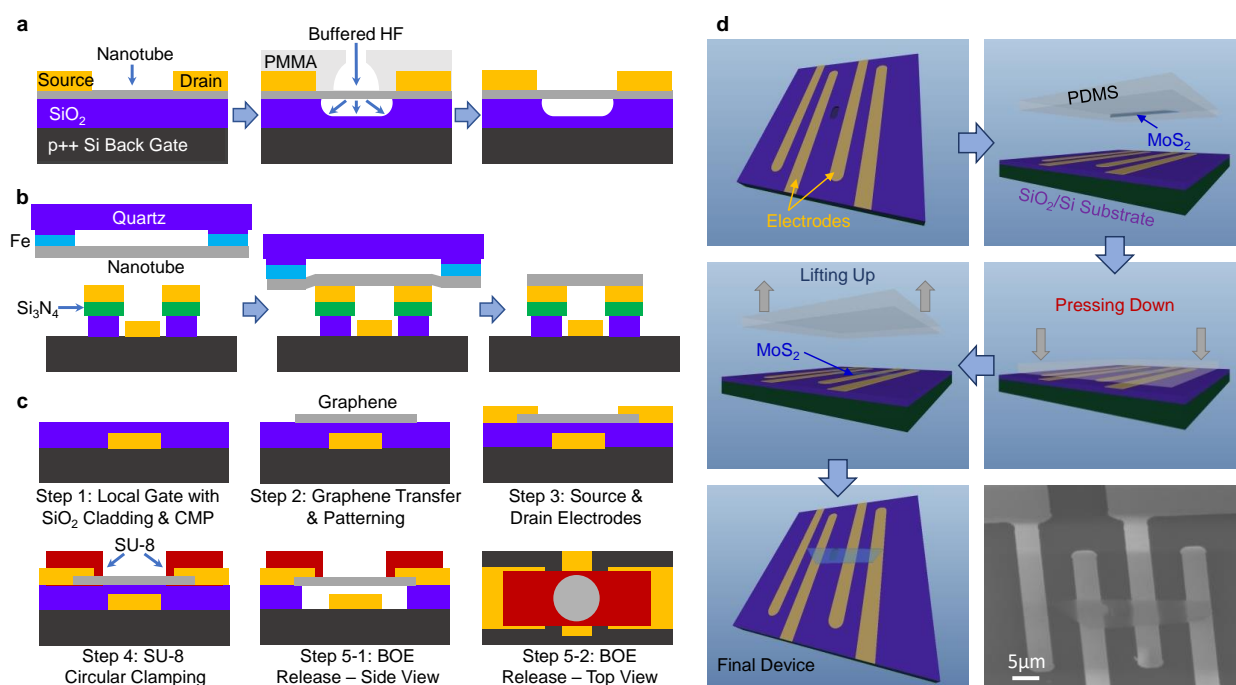 a
Nanotube
Source
Drain
SiO₂
p++ Si Back Gate
Buffered HF
PMMA
b
Quartz
Fe
Nanotube
Si₃N₄
c
Graphene
Step 1: Local Gate with
SiO₂ Cladding & CMP
Step 2: Graphene Transfer
& Patterning
Step 3: Source &
Drain Electrodes
SU-8
Step 4: SU-8
Circular Clamping
Step 5-1: BOE
Release – Side View
Step 5-2: BOE
Release – Top View
d
Electrodes
PDMS
MoS₂
SiO₂/Si Substrate
Lifting Up
MoS₂
Pressing Down
Final Device
5μm